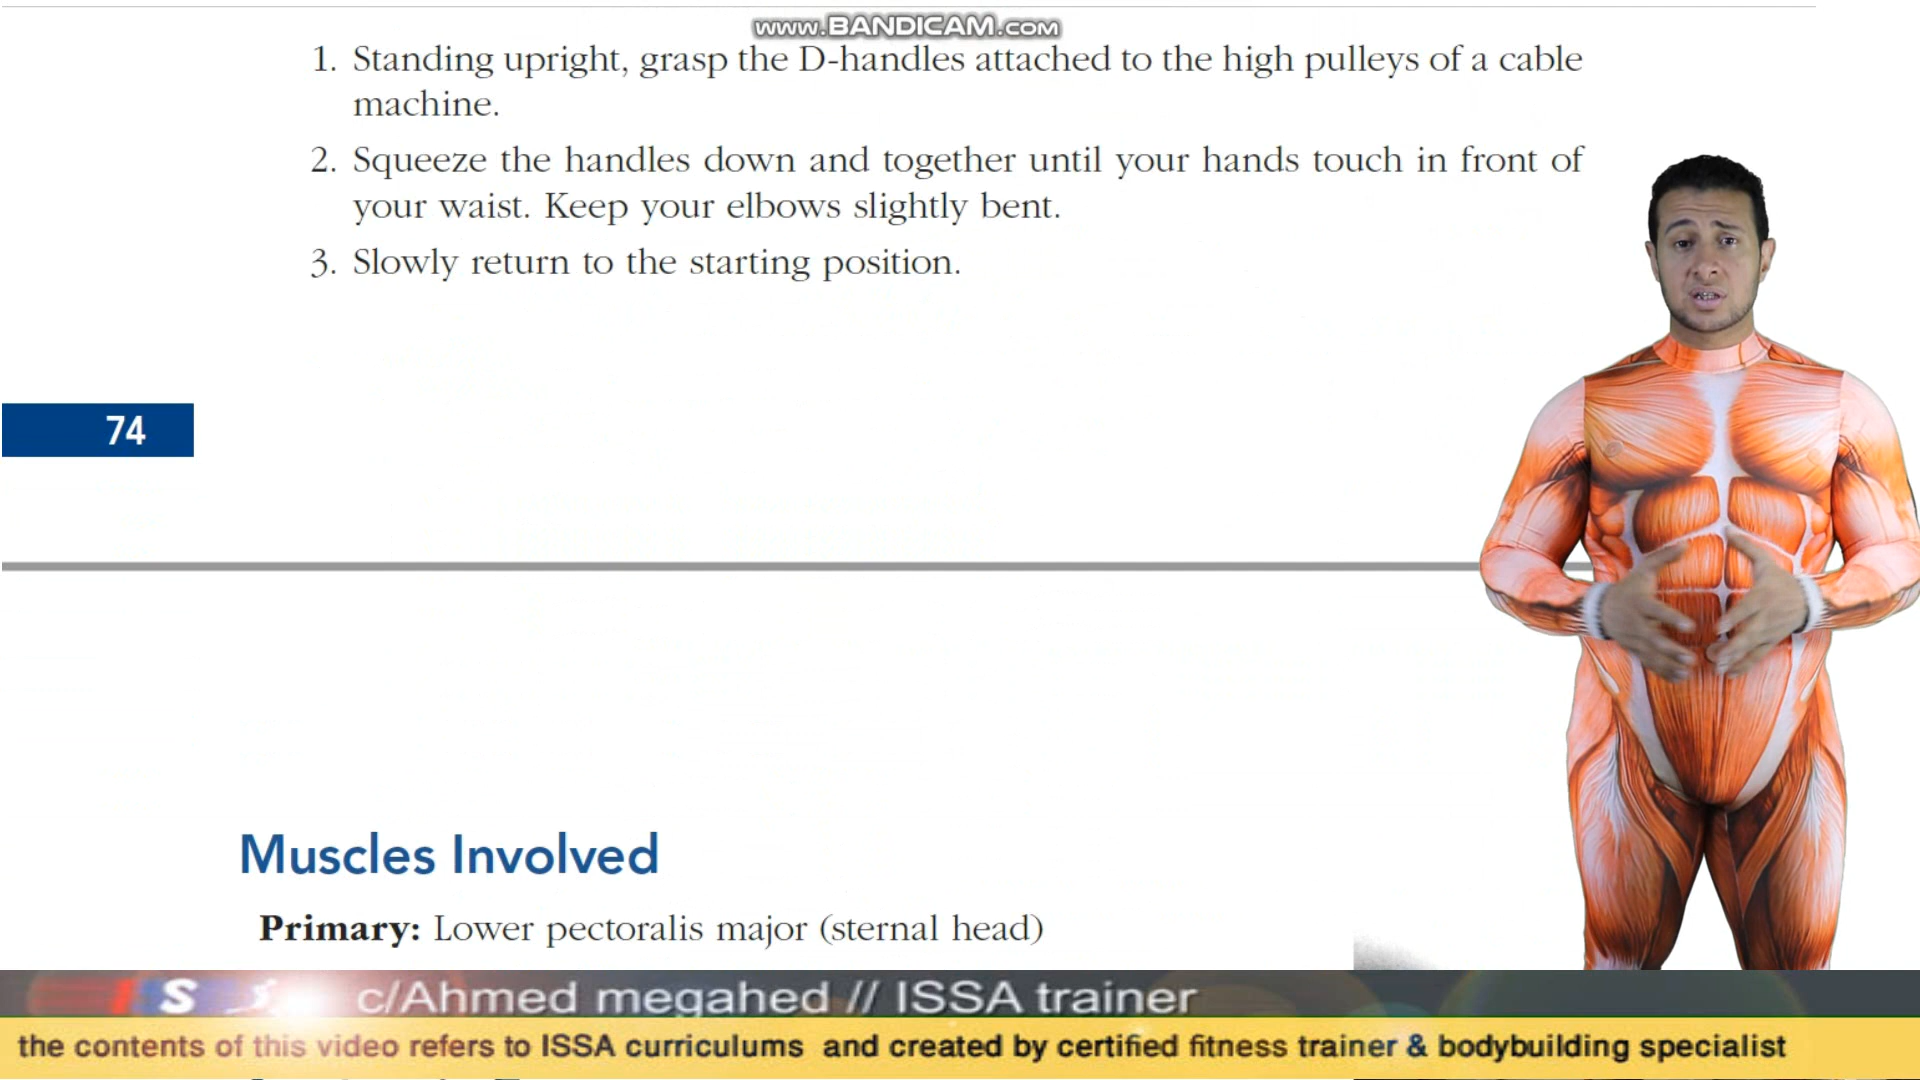 www.BANDICAM.com
1. Standing upright, grasp the D-handles attached to the high pulleys of a cable
machine.
2. Squeeze the handles down and together until your hands touch in front of
your waist. Keep your elbows slightly bent.
3. Slowly return to the starting position.
74
Muscles Involved
Primary: Lower pectoralis major (sternal head)
c/Ahmed megahed // ISSA trainer
the contents of this video refers to ISSA curriculums and created by certified fitness trainer & bodybuilding specialist